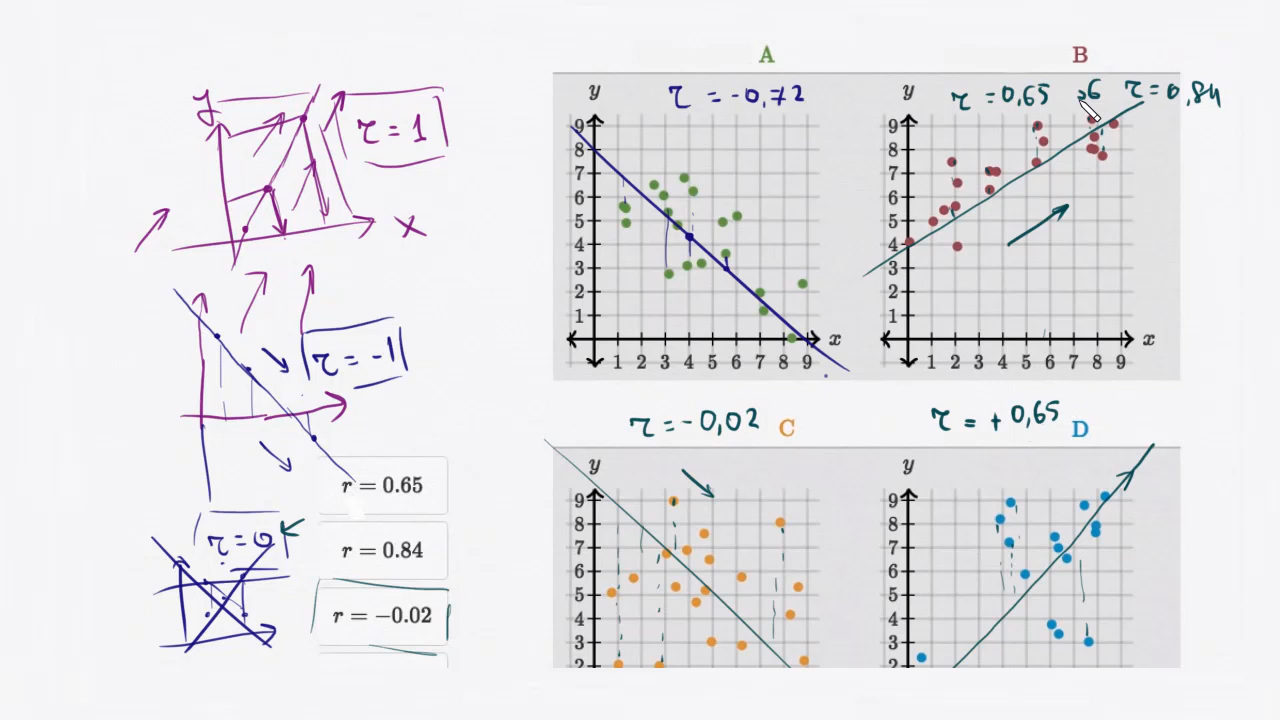 A
B
y
r = -0,72
y
r = 0,65
r = 0,84
9
8
7
6
5
4
3
2
1
x
1 2 3 4 5 6 7 8 9
9
8
7
6
5
4
3
2
1
x
1 2 3 4 5 6 7 8 9
y
r = 1
x
r = -1
r = 0
r = 0.65
r = 0.84
r = −0.02
r = -0,02 C
r = +0,65 D
y
9
8
7
6
5
4
3
2
y
9
8
7
6
5
4
3
2